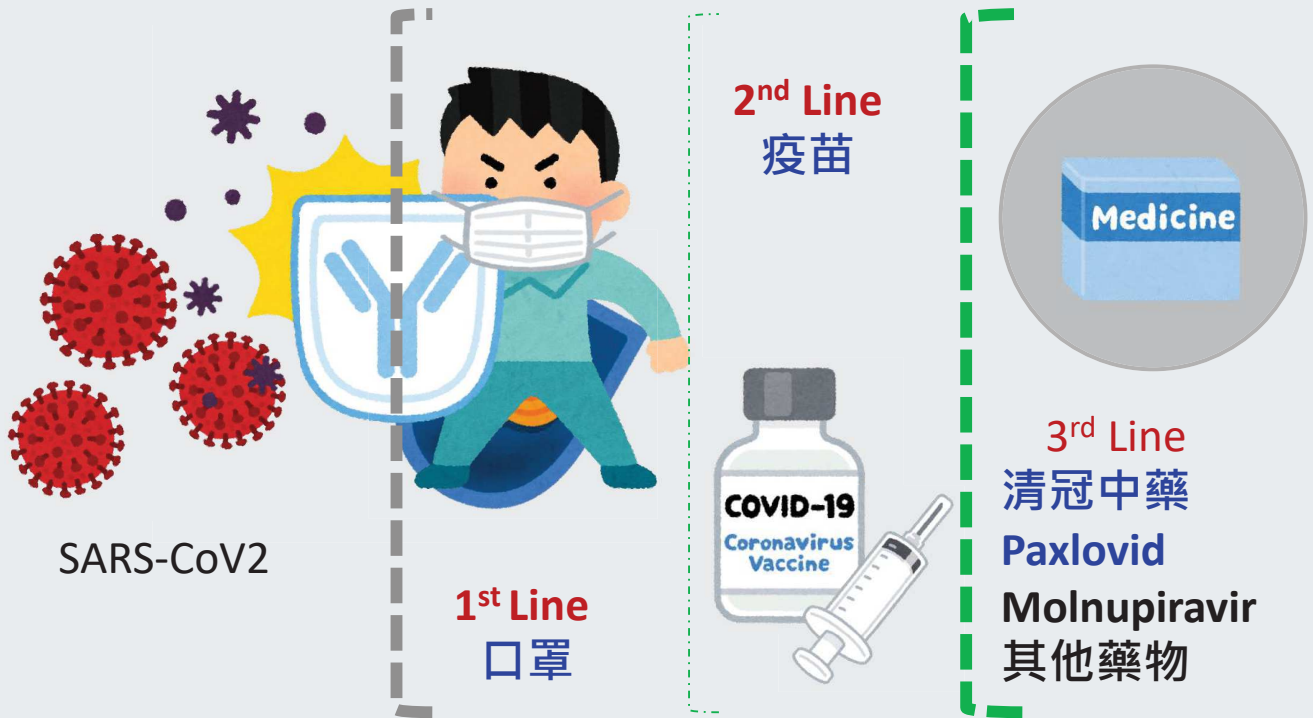 SARS-CoV2
1st Line
口罩
2nd Line
疫苗
COVID-19
Coronavirus
Vaccine
Medicine
3rd Line
清冠中藥
Paxlovid
Molnupiravir
其他藥物